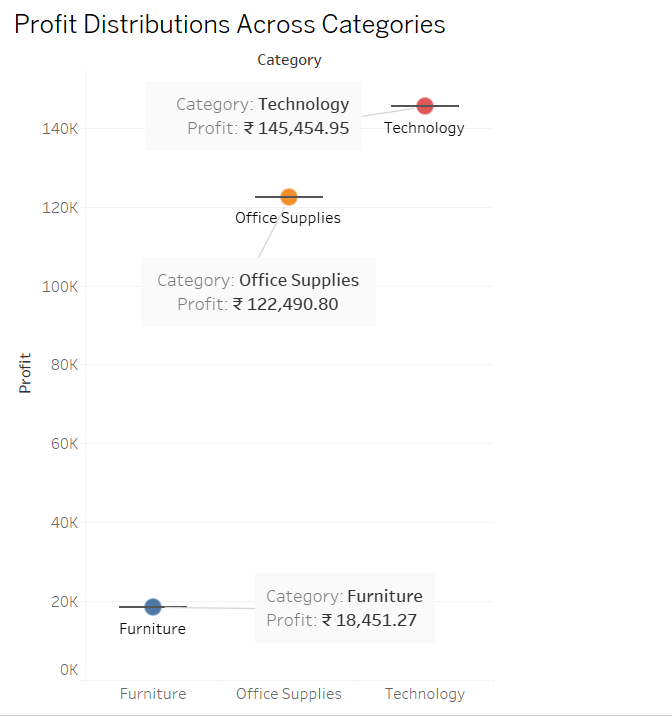 Profit Distributions Across Categories
Category
Category: Technology
Profit: ₹ 145,454.95
Technology
140K
120K
Office Supplies
Category: Office Supplies
Profit: ₹ 122,490.80
100K
80K
Profit
60K
40K
20K
Category: Furniture
Profit: ₹ 18,451.27
Furniture
0K
Furniture Office Supplies Technology